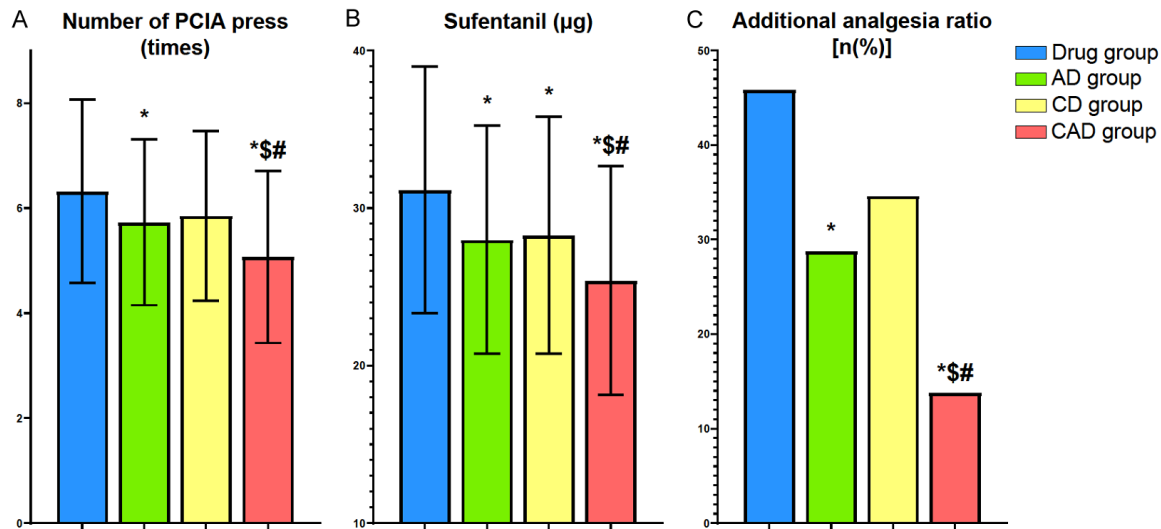 A
Number of PCIA press
(times)
8
6
4
2
0
*
*$#
B
Sufentanil (µg)
40
30
20
10
*
*
*$#
C
Additional analgesia ratio
[n(%)]
50
40
30
20
10
0
*
*$#
Drug group
AD group
CD group
CAD group